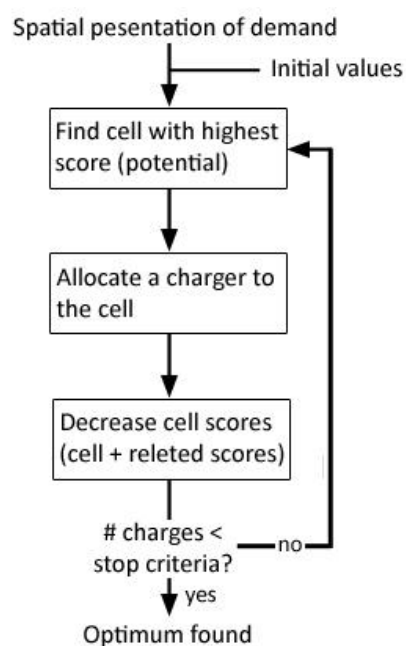 Spatial pesentation of demand
Initial values
Find cell with highest
score (potential)
Allocate a charger to
the cell
Decrease cell scores
(cell + releted scores)
# charges <
stop criteria?
no
yes
Optimum found